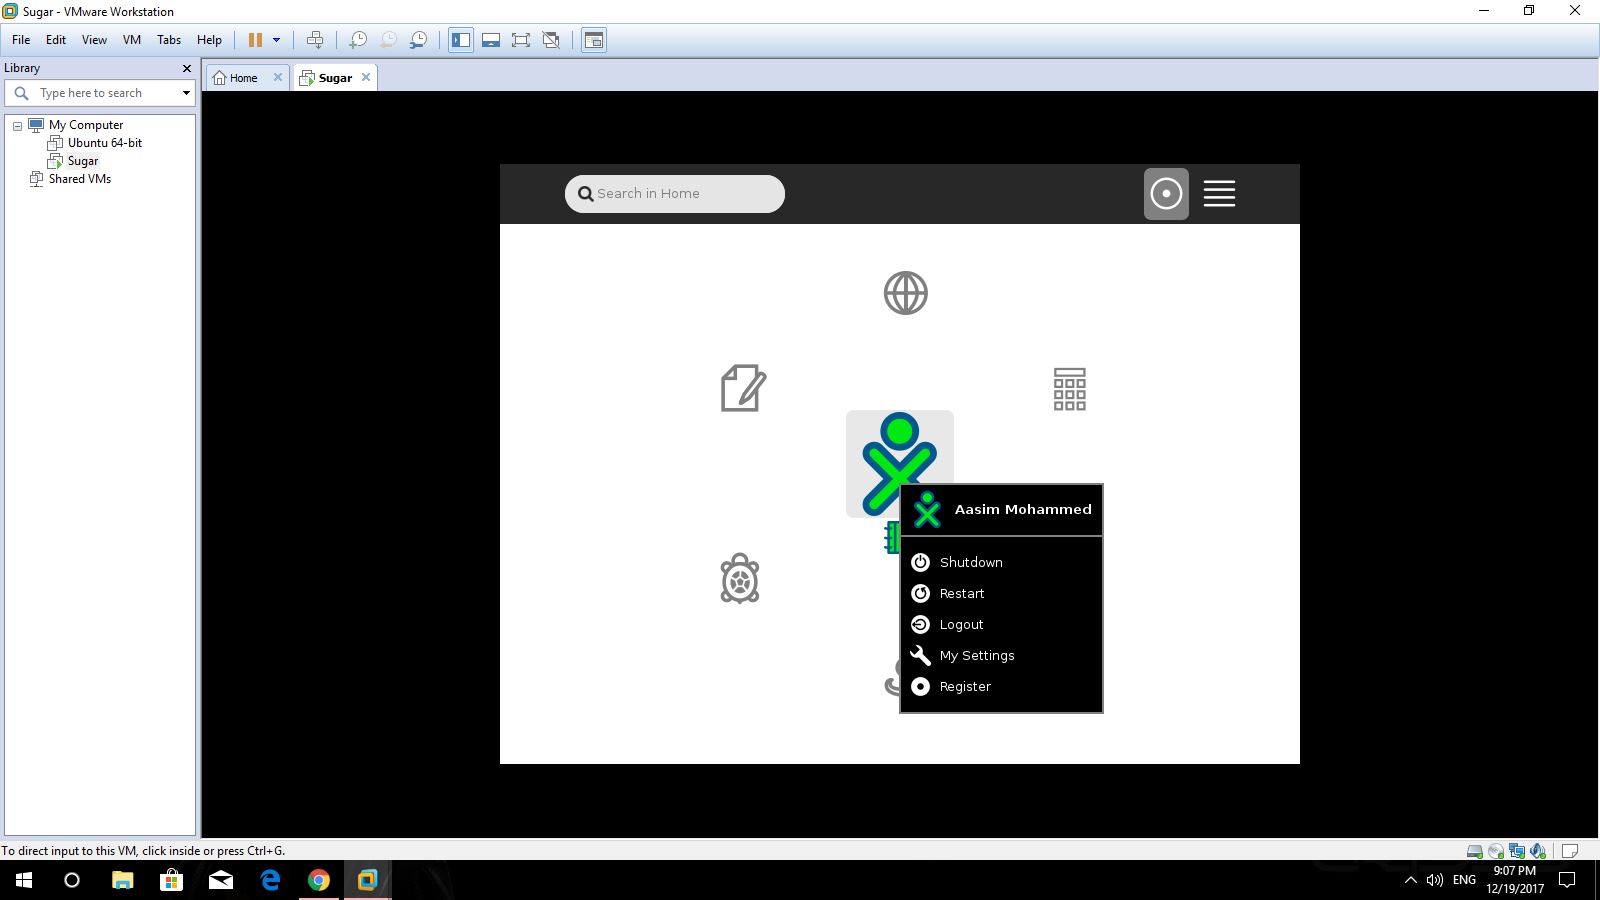 Sugar - VMware Workstation
File Edit View VM Tabs Help
Library
Home
Sugar
Type here to search
My Computer
Ubuntu 64-bit
Sugar
Shared VMs
Search in Home
Aasim Mohammed
Shutdown
Restart
Logout
My Settings
Register
To direct input to this VM, click inside or press Ctrl+G.
ENG
9:07 PM
12/19/2017